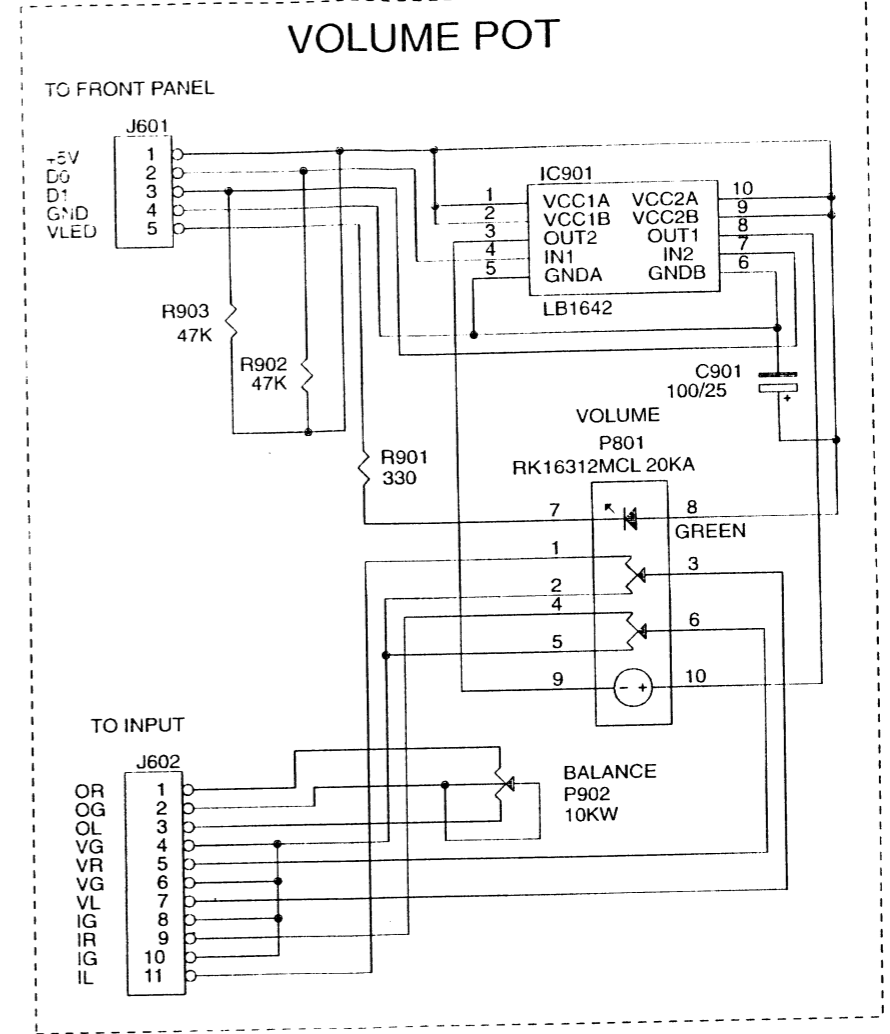 VOLUME POT
TO FRONT PANEL
J601
+5V 1
D0 2
D1 3
GND 4
VLED 5
IC901
1 VCC1A VCC2A 10
2 VCC1B VCC2B 9
3 OUT2 OUT1 8
4 IN1 IN2 7
5 GNDA GNDB 6
LB1642
R903
47K
R902
47K
C901
100/25
+
R901
330
VOLUME
P801
RK16312MCL 20KA
7 8
GREEN
1
3
2
4
6
5
9 - + 10
TO INPUT
J602
OR 1
OG 2
OL 3
VG 4
VR 5
VG 6
VL 7
IG 8
IR 9
IG 10
IL 11
BALANCE
P902
10KW